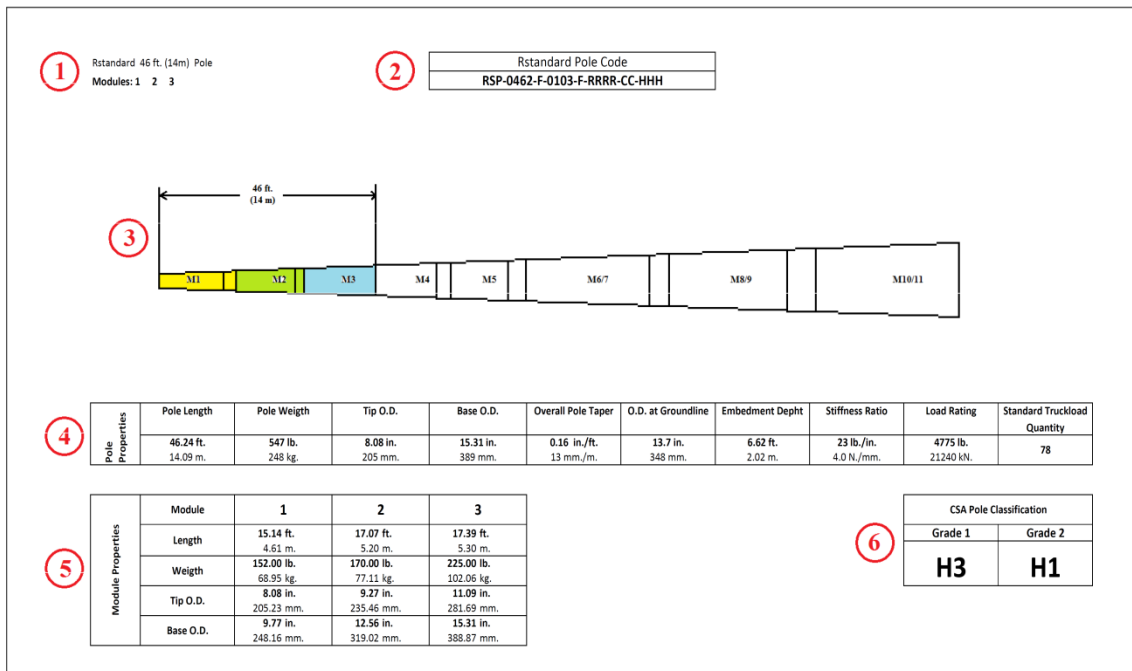 1
Rstandard 46 ft. (14m) Pole
Modules: 1 2 3
2
Rstandard Pole Code
RSP-0462-F-0103-F-RRRR-CC-HHH
46 ft.
(14 m)
3
M1 M2 M3 M4 M5 M6/7 M8/9 M10/11
4
Pole Properties
Pole Length Pole Weigth Tip O.D. Base O.D. Overall Pole Taper O.D. at Groundline Embedment Depht Stiffness Ratio Load Rating Standard Truckload Quantity
46.24 ft. 547 lb. 8.08 in. 15.31 in. 0.16 in./ft. 13.7 in. 6.62 ft. 23 lb./in. 4775 lb. 78
14.09 m. 248 kg. 205 mm. 389 mm. 13 mm./m. 348 mm. 2.02 m. 4.0 N./mm. 21240 kN.
5
Module Properties
Module 1 2 3
Length 15.14 ft. 17.07 ft. 17.39 ft.
4.61 m. 5.20 m. 5.30 m.
Weigth 152.00 lb. 170.00 lb. 225.00 lb.
68.95 kg. 77.11 kg. 102.06 kg.
Tip O.D. 8.08 in. 9.27 in. 11.09 in.
205.23 mm. 235.46 mm. 281.69 mm.
Base O.D. 9.77 in. 12.56 in. 15.31 in.
248.16 mm. 319.02 mm. 388.87 mm.
6
CSA Pole Classification
Grade 1 Grade 2
H3 H1